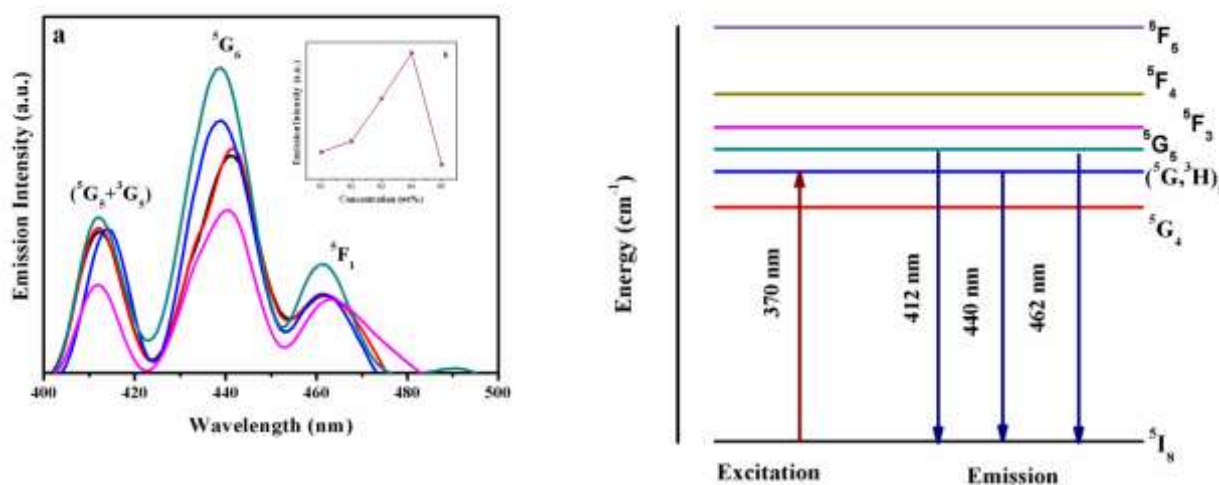 a
⁵G₆
(⁵G₅+³G₅)
⁵F₁
Emission Intensity (a.u.)
400 420 440 460 480 500
Wavelength (nm)
Emission Intensity (a.u.)
Concentration (wt%)
Energy (cm⁻¹)
⁵F₄
⁵F₃
⁵G₅
(⁵G,³H)
⁵G₄
370 nm
412 nm
440 nm
462 nm
⁵I₈
Excitation
Emission